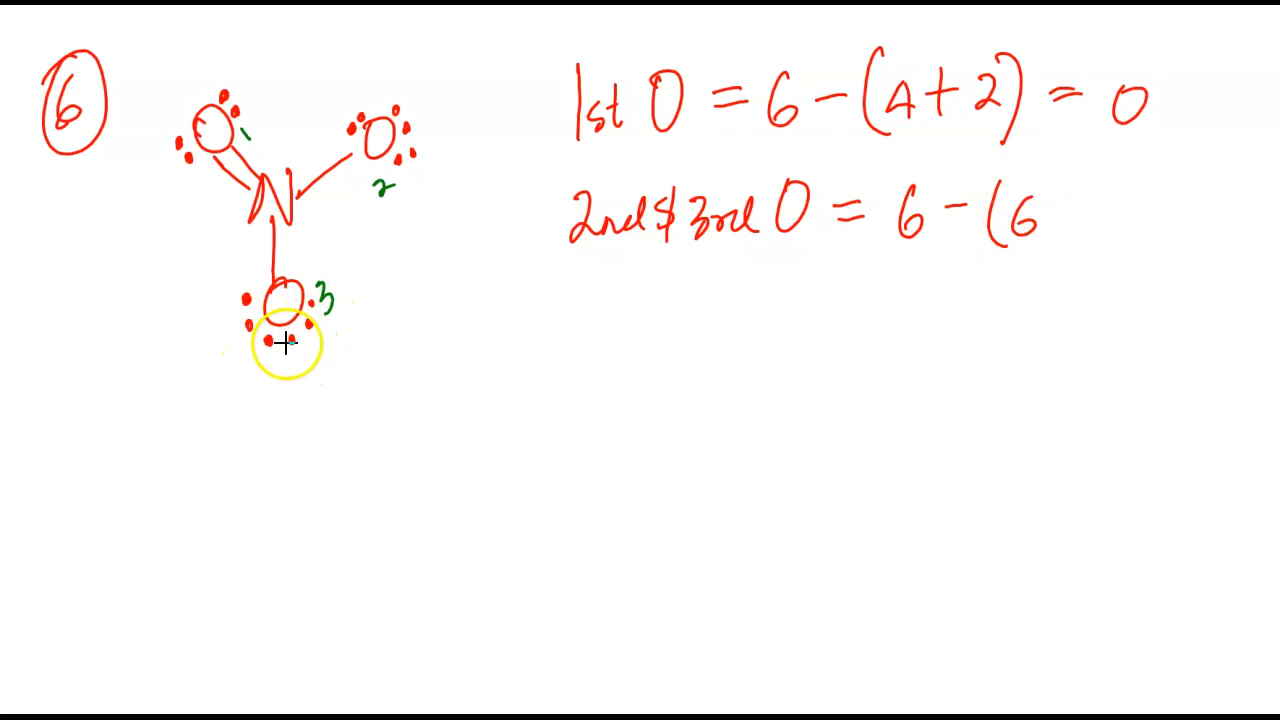 6
1st O = 6 - (4 + 2) = 0
2nd & 3rd O = 6 - (6
O 1
O 2
N
O 3